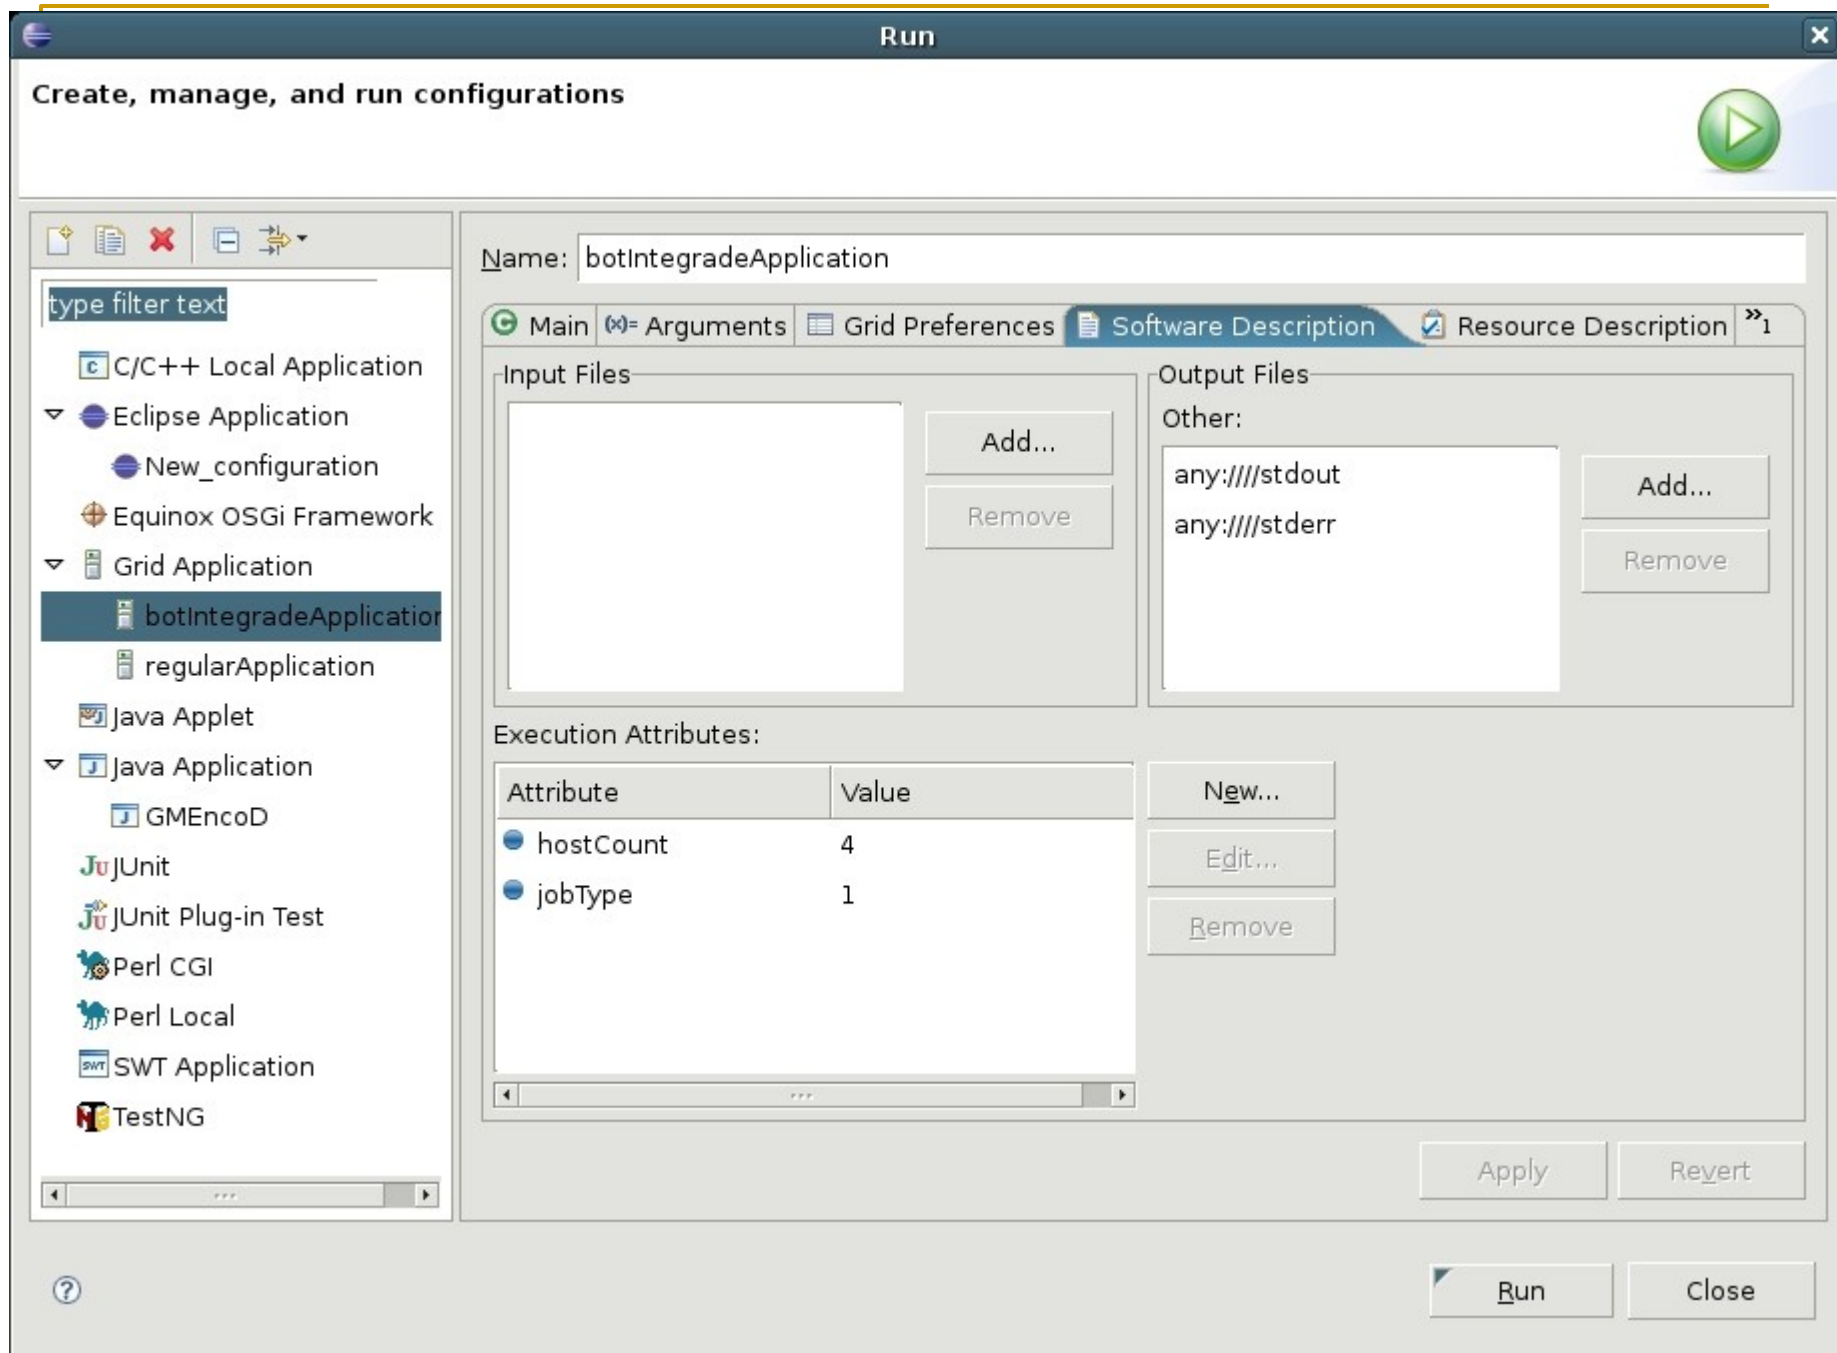 Run
Create, manage, and run configurations
type filter text
C/C++ Local Application
Eclipse Application
New_configuration
Equinox OSGi Framework
Grid Application
botIntegradeApplication
regularApplication
Java Applet
Java Application
GMEncoD
JUnit
JUnit Plug-in Test
Perl CGI
Perl Local
SWT Application
TestNG
Name: botIntegradeApplication
Main (x)= Arguments Grid Preferences Software Description Resource Description »1
Input Files
Add...
Remove
Output Files
Other:
any:////stdout
any:////stderr
Add...
Remove
Execution Attributes:
Attribute Value
hostCount 4
jobType 1
New...
Edit...
Remove
Apply Revert
Run Close